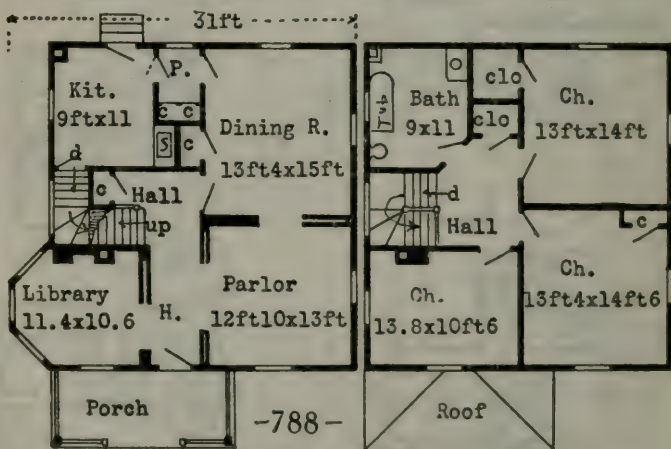 31ft
P.
Kit.
9ftx11
c c
S
c
Dining R.
13ft4x15ft
d
c
Hall
up
Library
11.4x10.6
H.
Parlor
12ft10x13ft
Porch
-788-
clo
Bath
9x11
Tub
clo
Ch.
13ftx14ft
d
Hall
c
Ch.
13ft4x14ft6
Ch.
13.8x10ft6
Roof